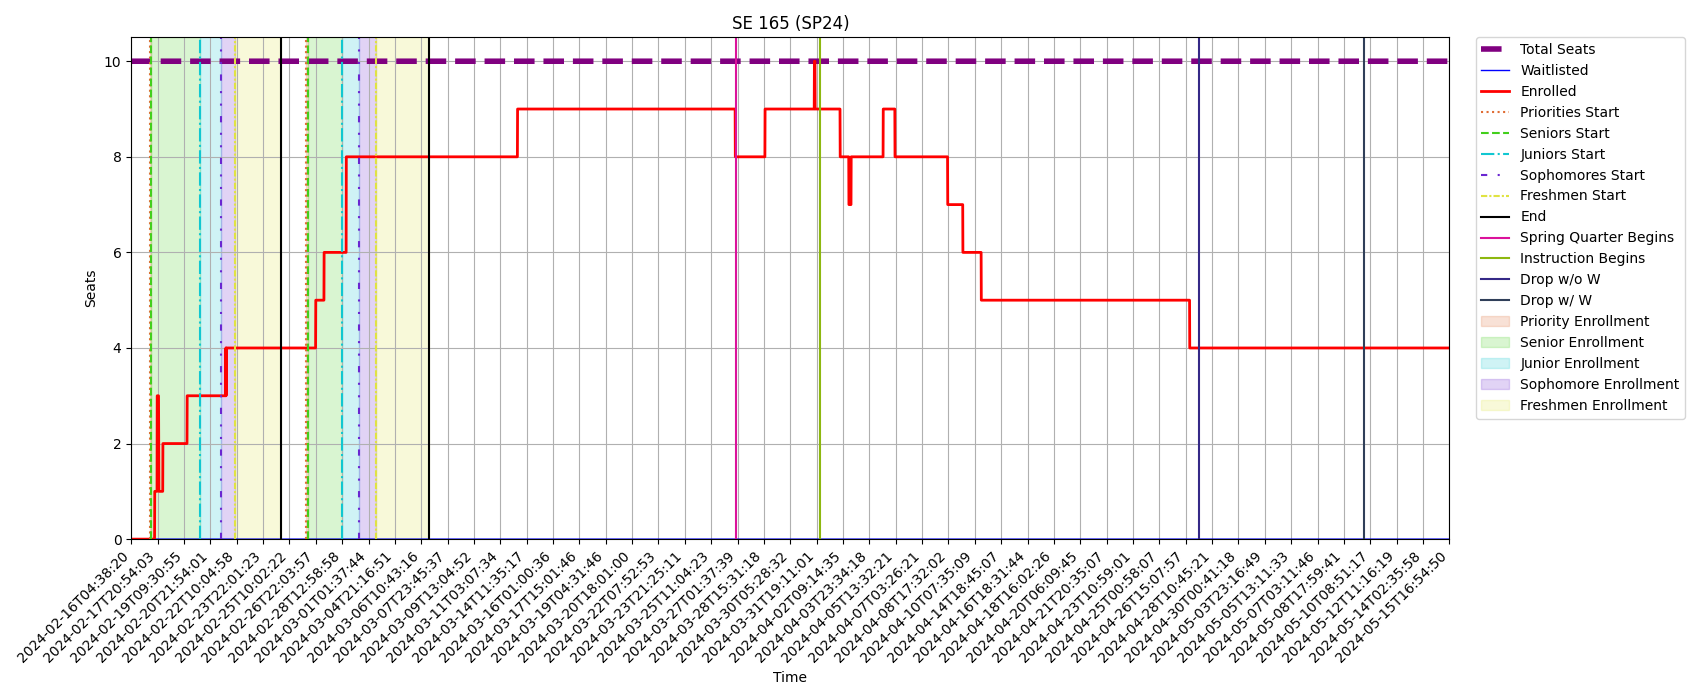 SE 165 (SP24)
10
8
6
4
2
0
Seats
Total Seats
Waitlisted
Enrolled
Priorities Start
Seniors Start
Juniors Start
Sophomores Start
Freshmen Start
End
Spring Quarter Begins
Instruction Begins
Drop w/o W
Drop w/ W
Priority Enrollment
Senior Enrollment
Junior Enrollment
Sophomore Enrollment
Freshmen Enrollment
2024-02-16T04:38:20
2024-02-17T20:54:03
2024-02-19T09:30:55
2024-02-20T21:54:01
2024-02-22T10:04:58
2024-02-23T22:01:23
2024-02-25T10:02:22
2024-02-26T22:03:57
2024-02-28T12:58:58
2024-03-01T01:37:44
2024-03-04T21:16:51
2024-03-06T10:43:16
2024-03-07T23:45:37
2024-03-09T13:04:52
2024-03-11T03:07:34
2024-03-14T11:35:17
2024-03-16T01:00:36
2024-03-17T15:01:46
2024-03-19T04:31:46
2024-03-20T18:01:00
2024-03-22T07:52:53
2024-03-23T21:25:11
2024-03-25T11:04:23
2024-03-27T01:37:39
2024-03-28T15:31:18
2024-03-30T05:28:32
2024-03-31T19:11:01
2024-04-02T09:14:35
2024-04-03T23:34:18
2024-04-05T13:32:21
2024-04-07T03:26:21
2024-04-08T17:32:02
2024-04-10T07:35:09
2024-04-14T18:45:07
2024-04-16T18:31:44
2024-04-18T16:02:26
2024-04-20T06:09:45
2024-04-21T20:35:07
2024-04-23T10:59:01
2024-04-25T00:58:07
2024-04-26T15:07:57
2024-04-28T10:45:21
2024-04-30T00:41:18
2024-05-03T23:16:49
2024-05-05T13:11:33
2024-05-07T03:11:46
2024-05-08T17:59:41
2024-05-10T08:51:17
2024-05-12T11:16:19
2024-05-14T02:35:58
2024-05-15T16:54:50
Time